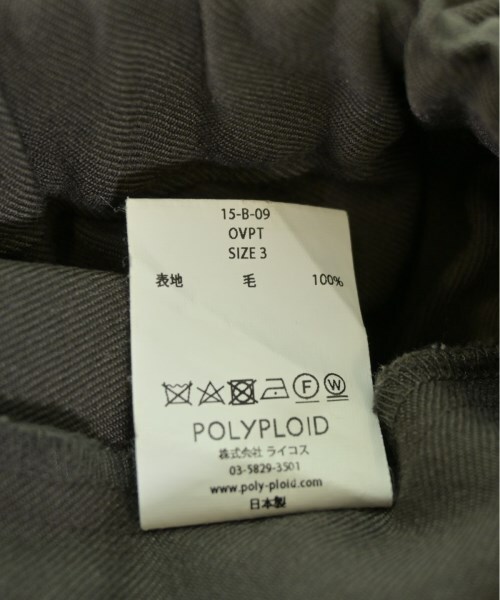 15-B-09
OVPT
SIZE 3
表地 毛 100%
F W
POLYPLOID
株式会社 ライコス
03-5829-3501
www.poly-ploid.com
日本製